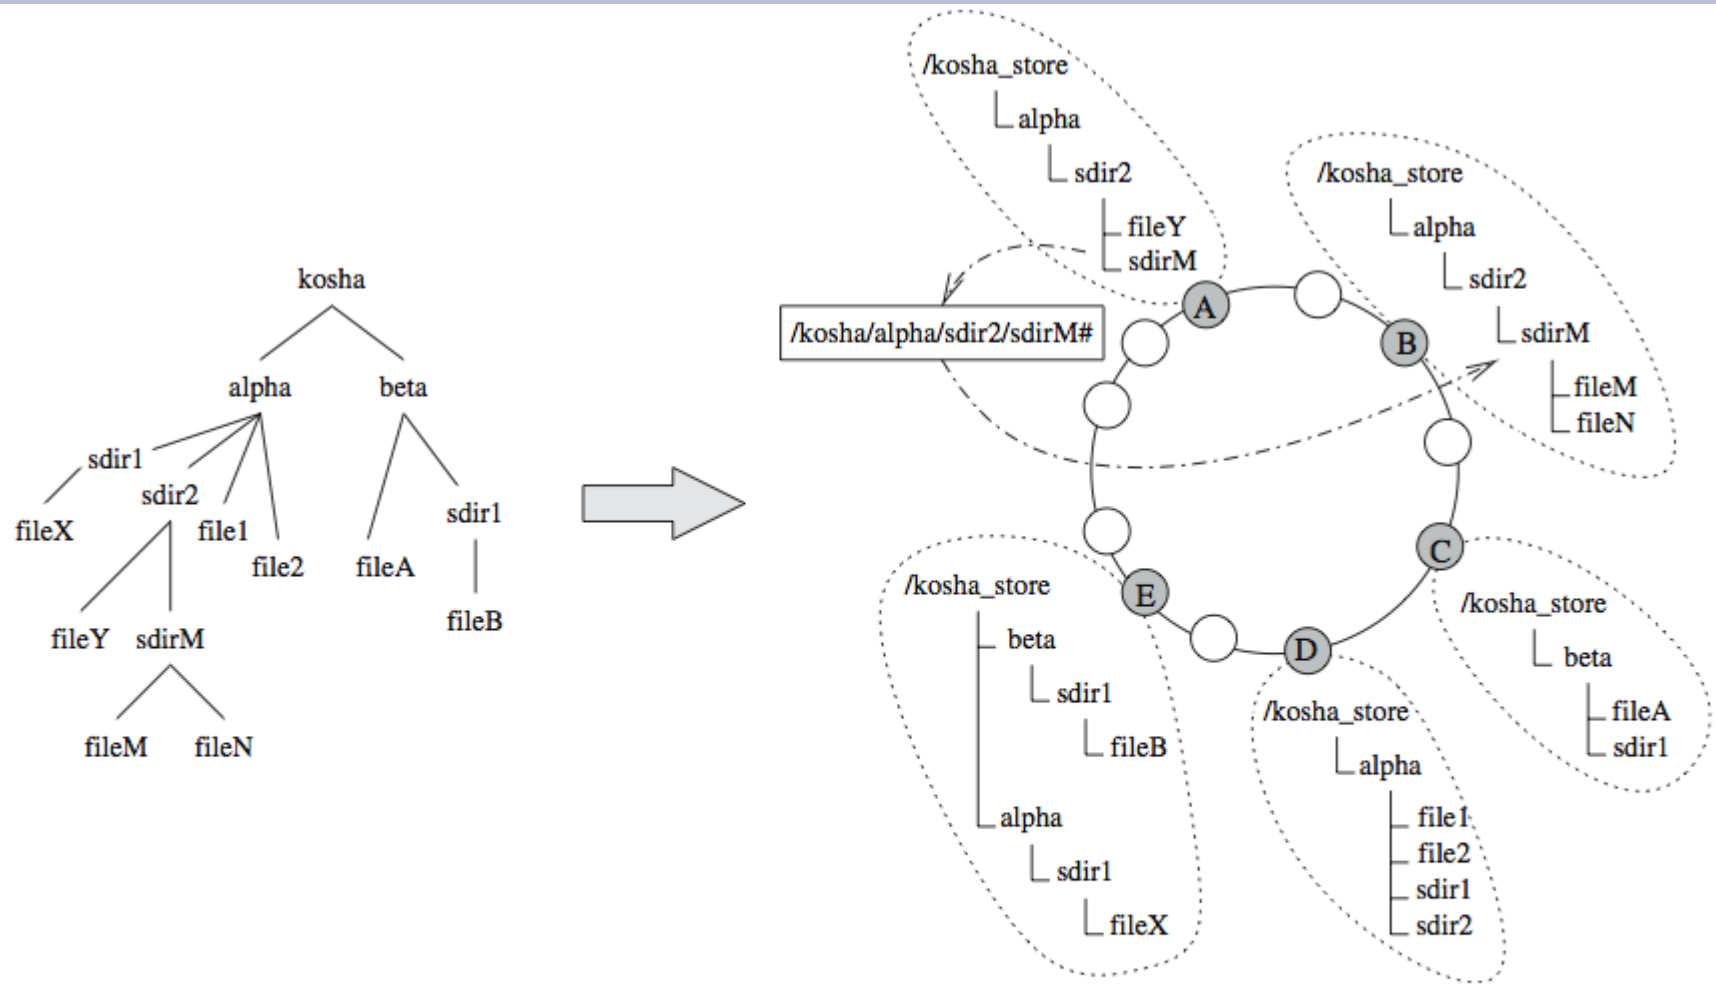 kosha
alpha
beta
sdir1
sdir2
fileX
file1
file2
fileA
sdir1
fileB
fileY
sdirM
fileM
fileN
/kosha_store
alpha
sdir2
fileY
sdirM
A
/kosha/alpha/sdir2/sdirM#
/kosha_store
alpha
sdir2
sdirM
fileM
fileN
B
C
/kosha_store
beta
fileA
sdir1
D
/kosha_store
alpha
file1
file2
sdir1
sdir2
E
/kosha_store
beta
sdir1
fileB
alpha
sdir1
fileX